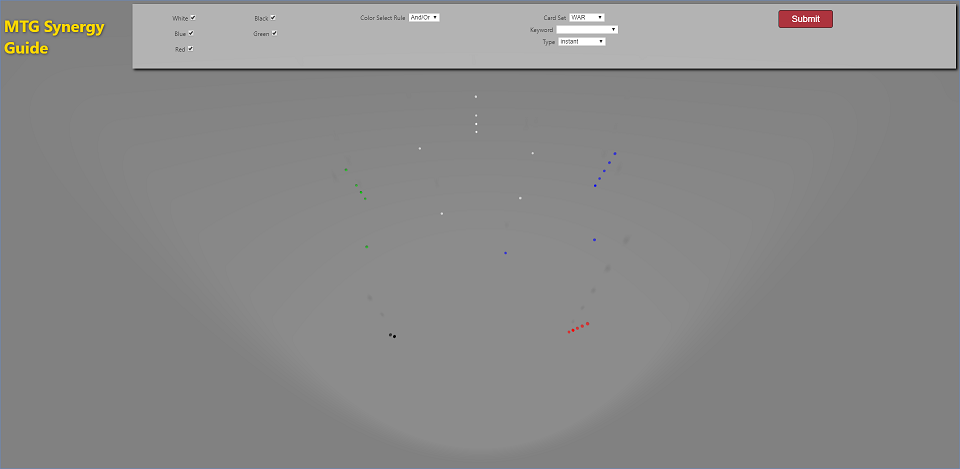 MTG Synergy
Guide
White
Black
Color Select Rule And/Or
Card Set WAR
Submit
Blue
Green
Keyword
Red
Type instant